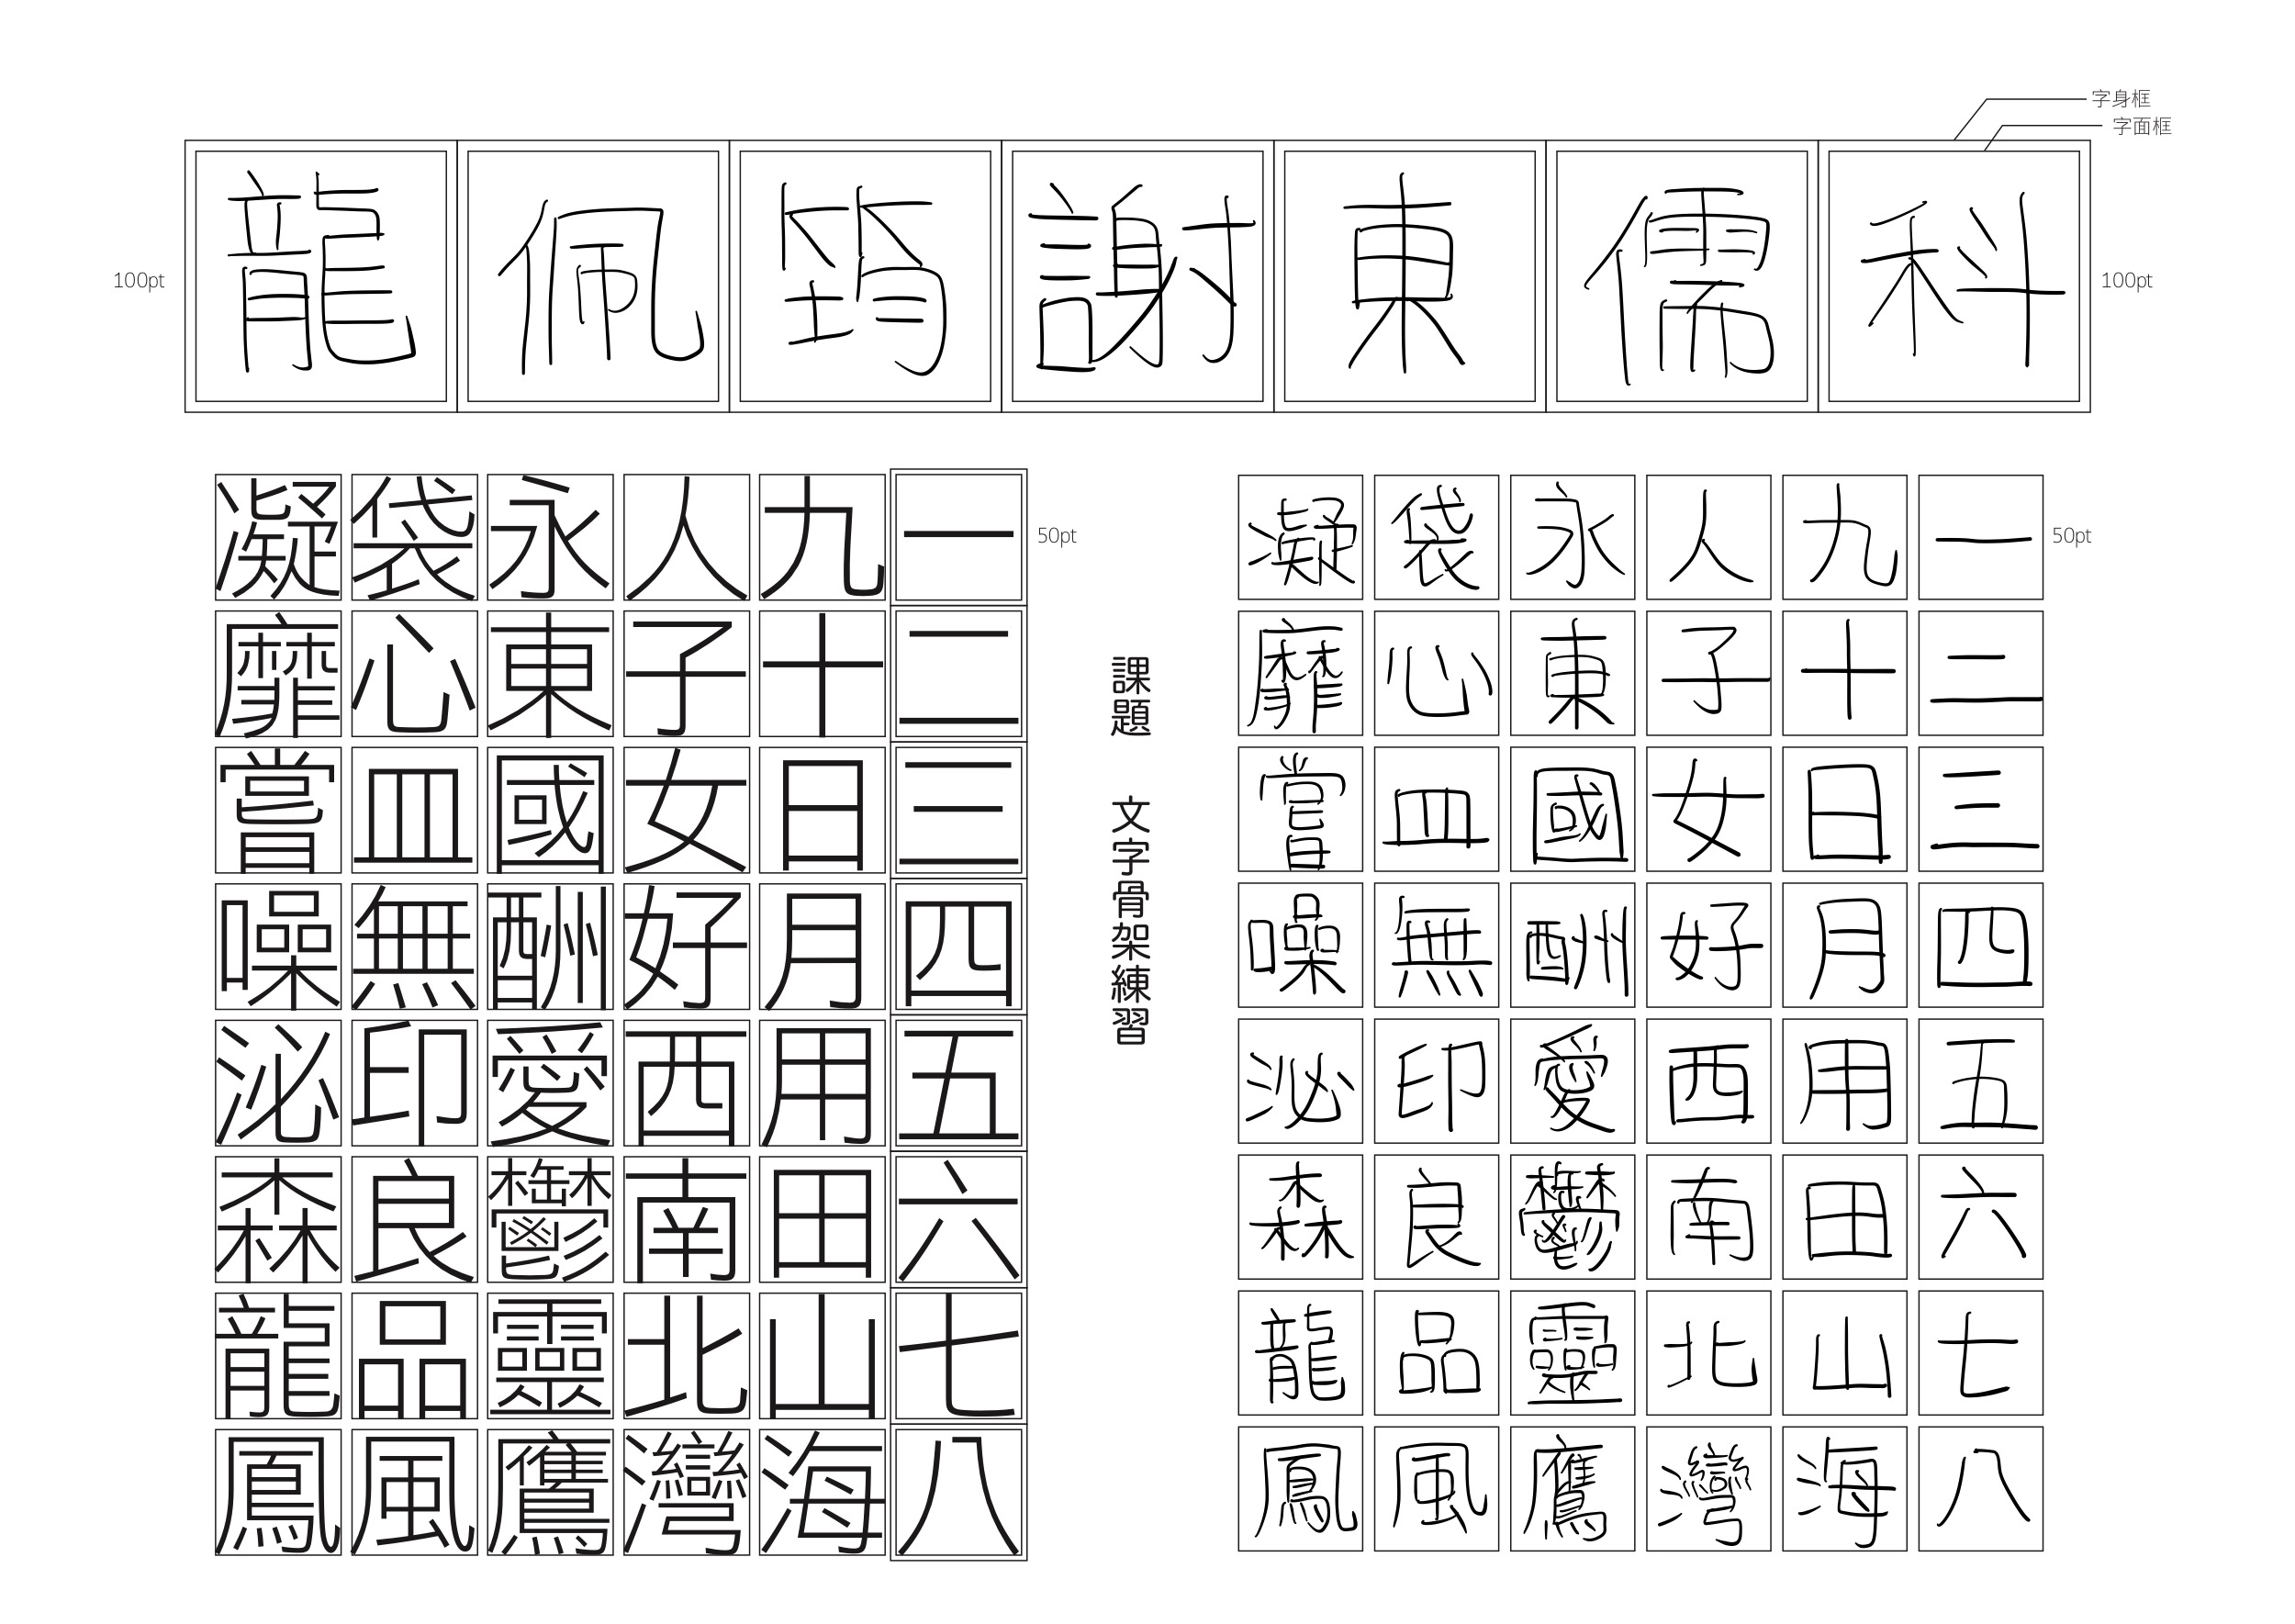 字身框
字面框
100pt
科儒東謝筠佩龍
100pt
50pt
一二三四五六七八
九十日月用田山海
人子女好西南北灣
永東國酬愛鬱靈鷹
袋心皿無印良品風
凝靡嘗噪泌森龍鳳
課題 文字骨架練習
50pt
一二三四五六七八
九十日月用田山海
人子女好西南北灣
永東國酬愛鬱靈鷹
袋心皿無印良品風
凝靡嘗噪泌森龍鳳